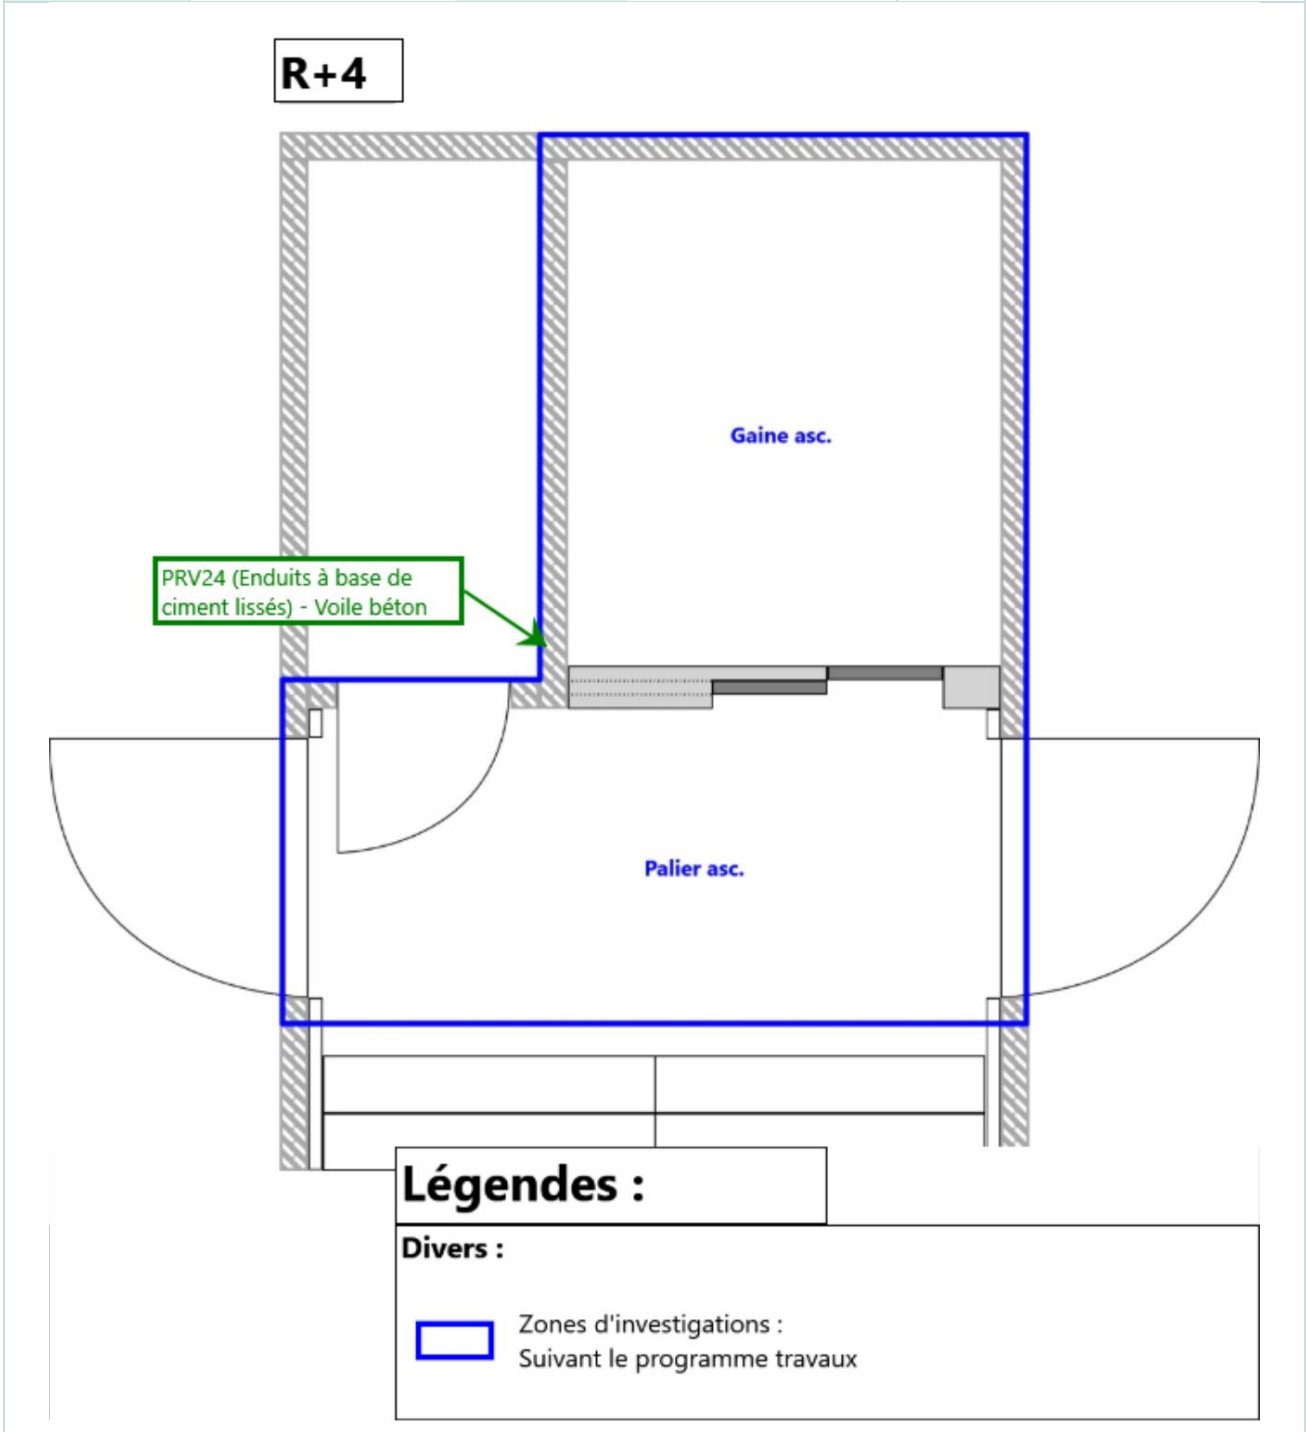 R+4
Gaine asc.
PRV24 (Enduits à base de
ciment lissés) - Voile béton
Palier asc.
Légendes :
Divers :
Zones d'investigations :
Suivant le programme travaux